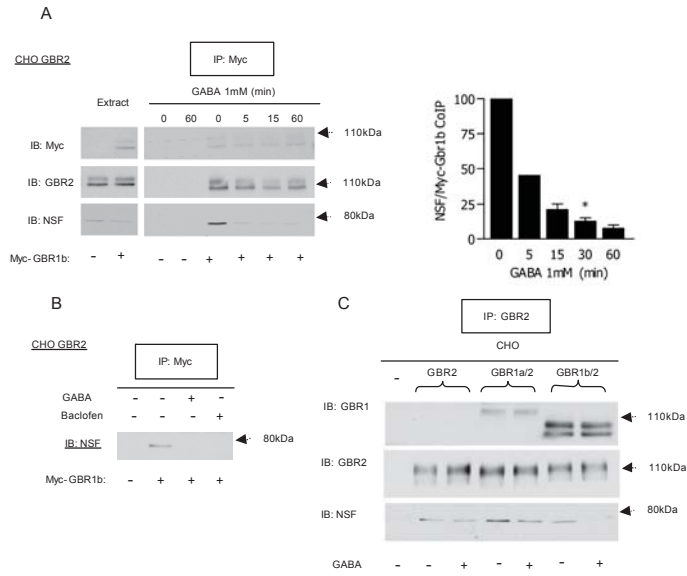 A
CHO GBR2
IP: Myc
Extract
GABA 1mM (min)
0 60 0 5 15 60
IB: Myc
110kDa
IB: GBR2
110kDa
IB: NSF
80kDa
Myc- GBR1b: - + - - + + + +
NSF/Myc-Gbr1b CoIP
100
75
50
25
0
*
0 5 15 30 60
GABA 1mM (min)
B
CHO GBR2
IP: Myc
GABA - - + -
Baclofen - - - +
IB: NSF
80kDa
Myc- GBR1b: - + + +
C
IP: GBR2
CHO
- GBR2 GBR1a/2 GBR1b/2
IB: GBR1
110kDa
IB: GBR2
110kDa
IB: NSF
80kDa
GABA - - + - + - +